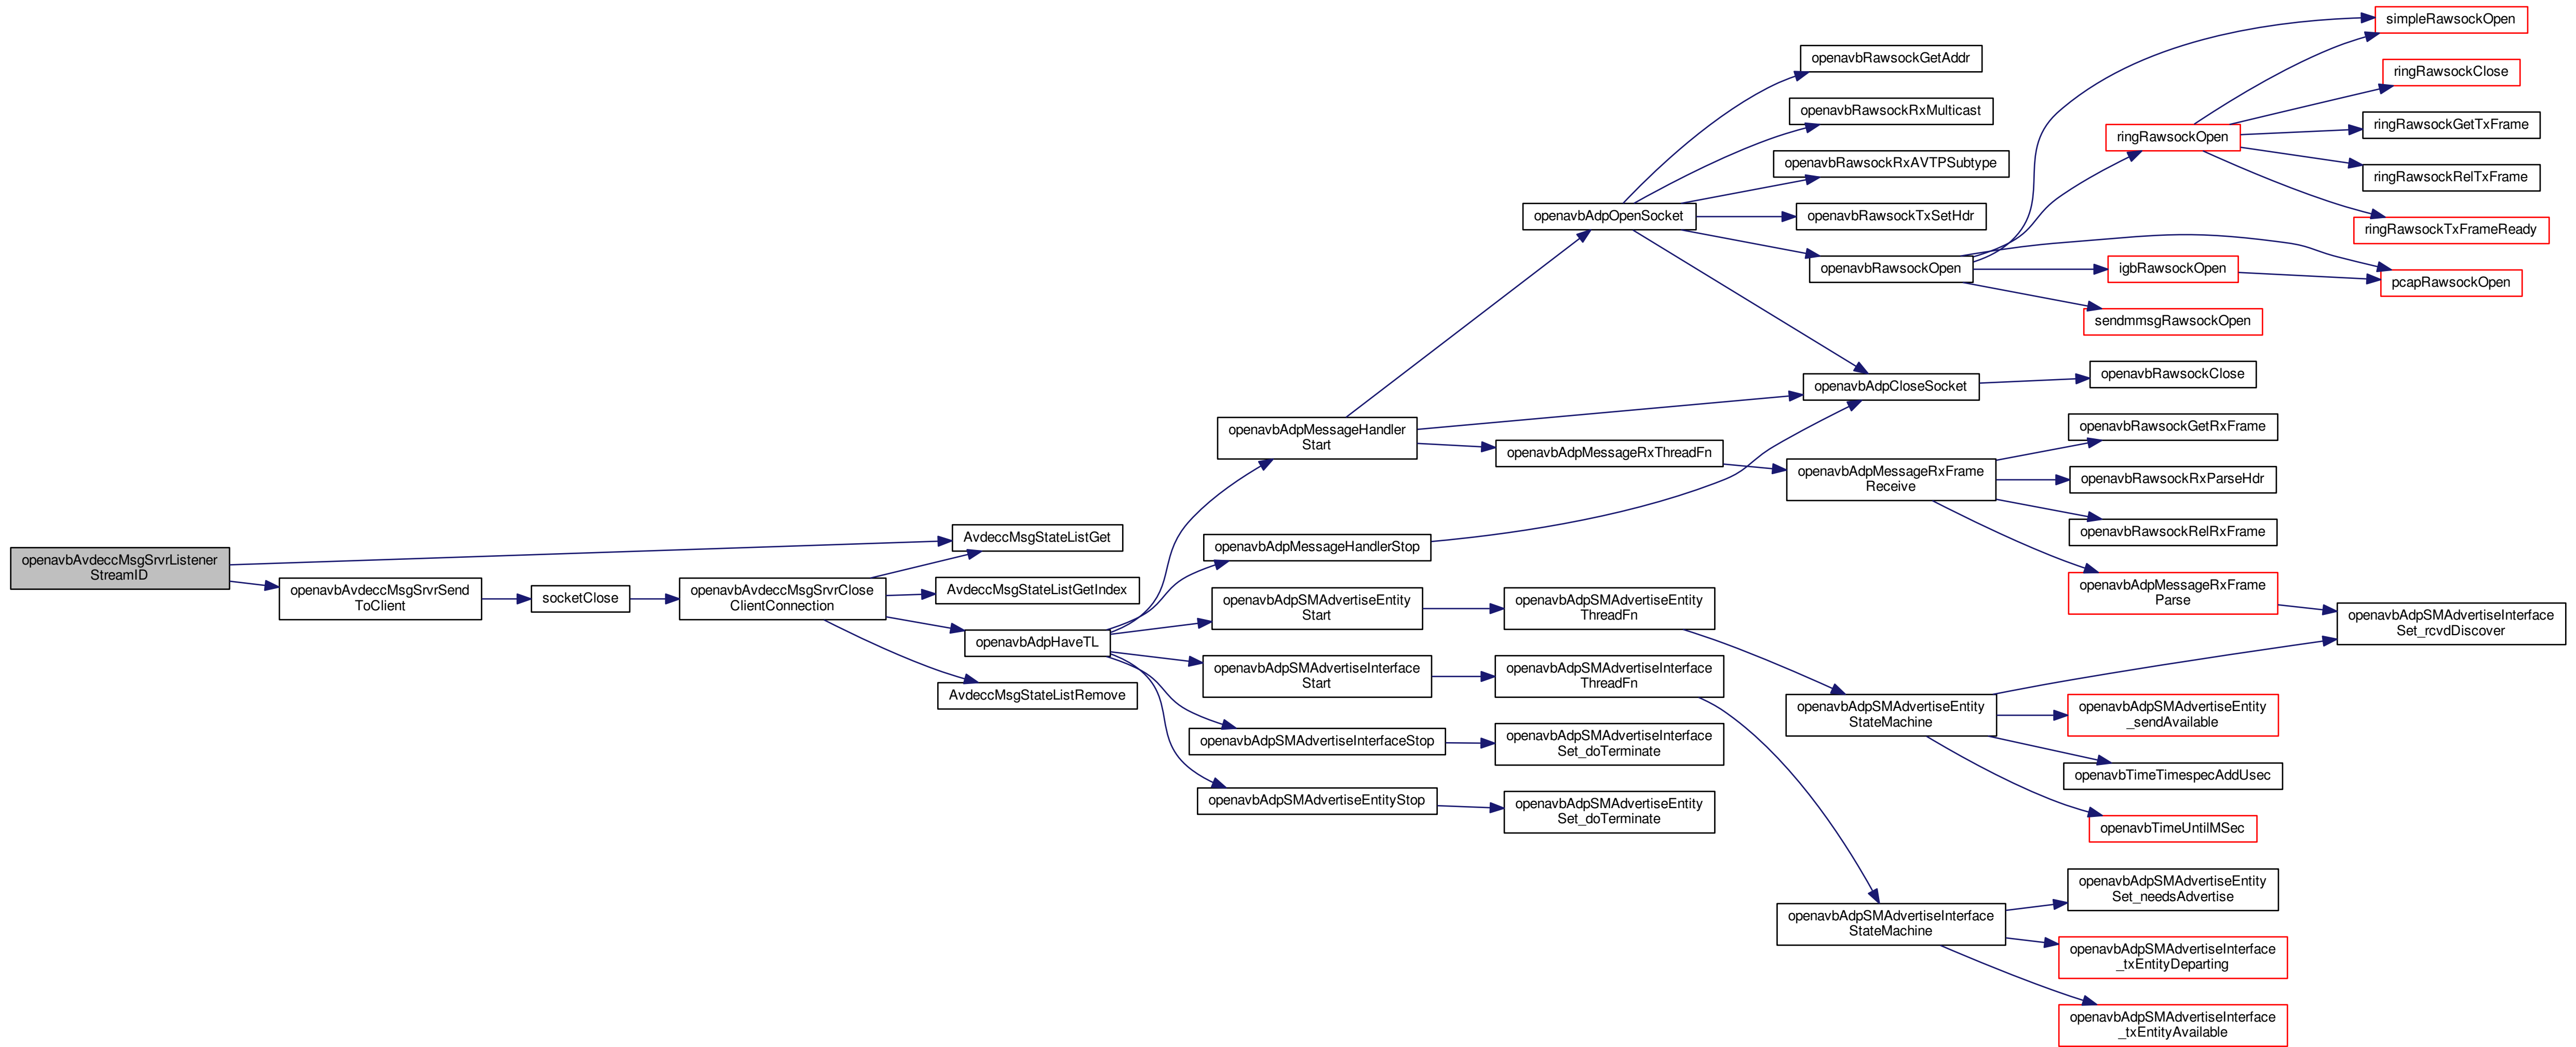 openavbAvdeccMsgSrvrListener
StreamID
AvdeccMsgStateListGet
openavbAvdeccMsgSrvrSend
ToClient
socketClose
openavbAvdeccMsgSrvrClose
ClientConnection
AvdeccMsgStateListGetIndex
openavbAdpHaveTL
AvdeccMsgStateListRemove
openavbAdpMessageHandler
Start
openavbAdpMessageHandlerStop
openavbAdpSMAdvertiseEntity
Start
openavbAdpSMAdvertiseInterface
Start
openavbAdpSMAdvertiseInterfaceStop
openavbAdpSMAdvertiseEntityStop
openavbAdpOpenSocket
openavbAdpMessageRxThreadFn
openavbAdpSMAdvertiseEntity
ThreadFn
openavbAdpSMAdvertiseInterface
ThreadFn
openavbAdpSMAdvertiseInterface
Set_doTerminate
openavbAdpSMAdvertiseEntity
Set_doTerminate
openavbRawsockGetAddr
openavbRawsockRxMulticast
openavbRawsockRxAVTPSubtype
openavbRawsockTxSetHdr
openavbRawsockOpen
openavbAdpCloseSocket
openavbAdpMessageRxFrame
Receive
openavbAdpSMAdvertiseEntity
StateMachine
openavbAdpSMAdvertiseInterface
StateMachine
ringRawsockOpen
igbRawsockOpen
sendmmsgRawsockOpen
openavbRawsockClose
openavbRawsockGetRxFrame
openavbRawsockRxParseHdr
openavbRawsockRelRxFrame
openavbAdpMessageRxFrame
Parse
openavbAdpSMAdvertiseEntity
_sendAvailable
openavbTimeTimespecAddUsec
openavbTimeUntilMSec
openavbAdpSMAdvertiseEntity
Set_needsAdvertise
openavbAdpSMAdvertiseInterface
_txEntityDeparting
openavbAdpSMAdvertiseInterface
_txEntityAvailable
simpleRawsockOpen
ringRawsockClose
ringRawsockGetTxFrame
ringRawsockRelTxFrame
ringRawsockTxFrameReady
pcapRawsockOpen
openavbAdpSMAdvertiseInterface
Set_rcvdDiscover